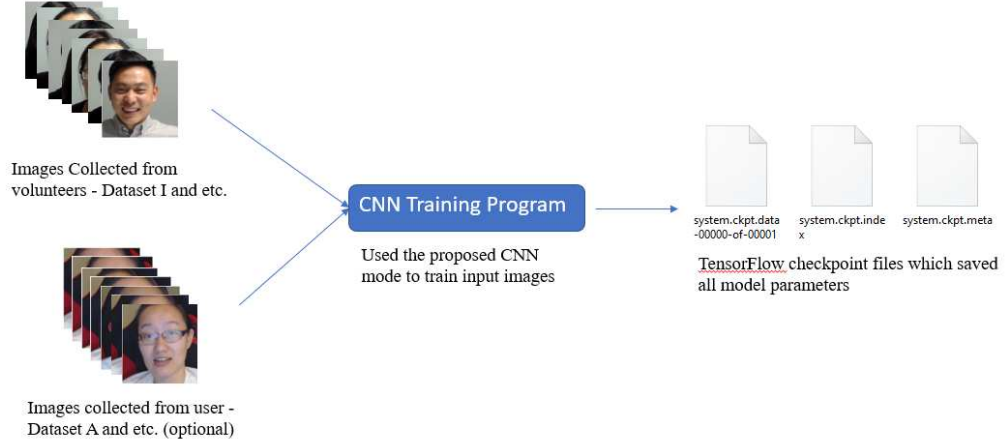 Images Collected from
volunteers - Dataset I and etc.
CNN Training Program
Used the proposed CNN
mode to train input images
system.ckpt.data
-00000-of-00001
system.ckpt.inde
x
system.ckpt.meta
TensorFlow checkpoint files which saved
all model parameters
Images collected from user -
Dataset A and etc. (optional)